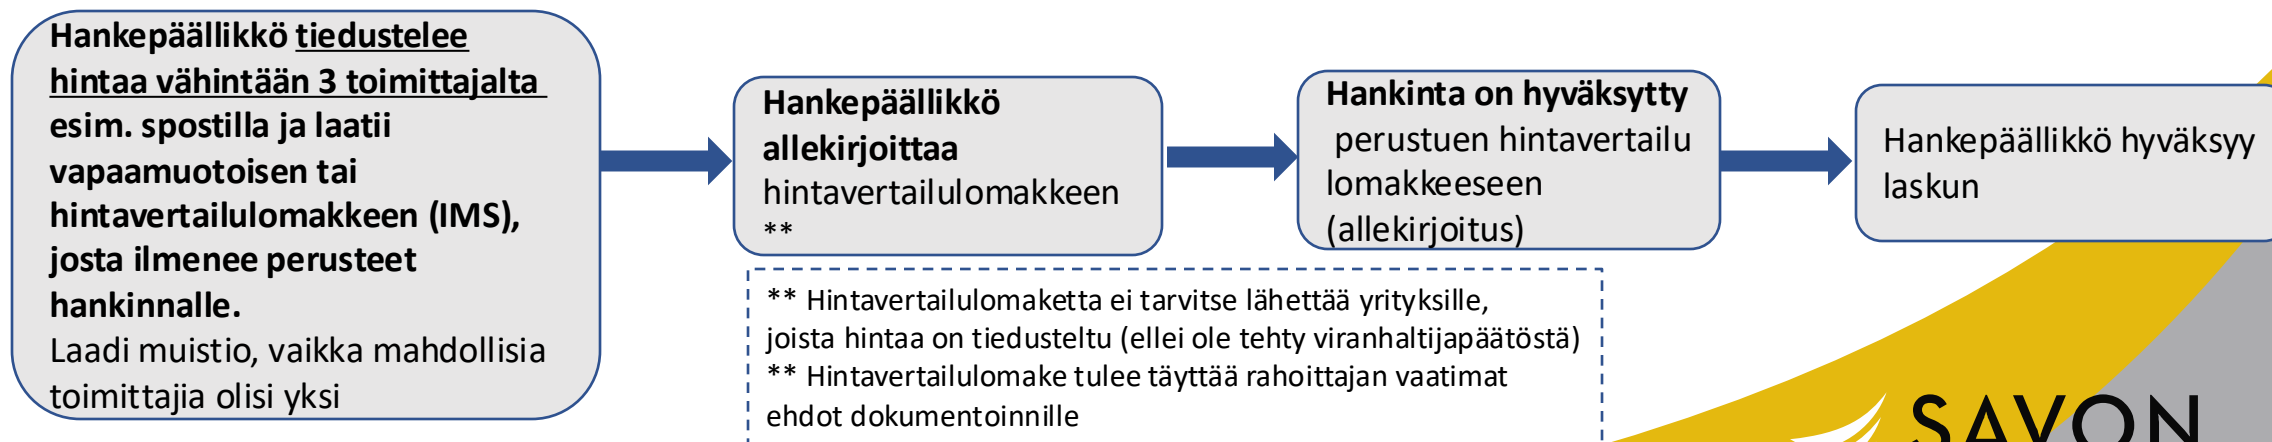 Hankepäällikkö tiedustelee
hintaa vähintään 3 toimittajalta
esim. spostilla ja laatii
vapaamuotoisen tai
hintavertailulomakkeen (IMS),
josta ilmenee perusteet
hankinnalle.
Laadi muistio, vaikka mahdollisia
toimittajia olisi yksi
Hankepäällikkö
allekirjoittaa
hintavertailulomakkeen
**
Hankinta on hyväksytty
perustuen hintavertailu
lomakkeeseen
(allekirjoitus)
Hankepäällikkö hyväksyy
laskun
** Hintavertailulomaketta ei tarvitse lähettää yrityksille,
joista hintaa on tiedusteltu (ellei ole tehty viranhaltijapäätöstä)
** Hintavertailulomake tulee täyttää rahoittajan vaatimat
ehdot dokumentoinnille
SAVON